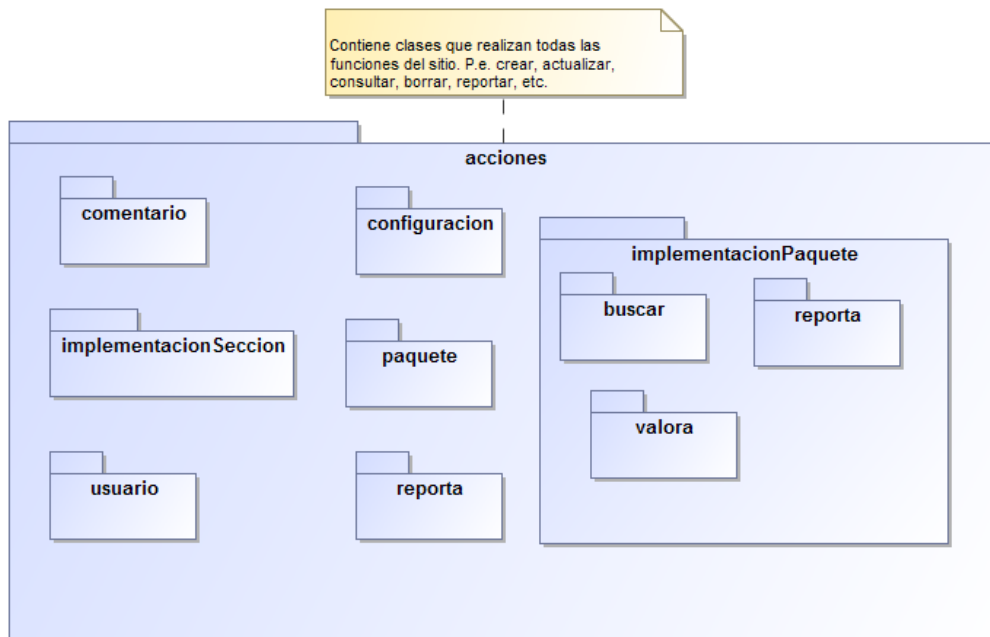 Contiene clases que realizan todas las
funciones del sitio. P.e. crear, actualizar,
consultar, borrar, reportar, etc.
acciones
comentario
configuracion
implementacionPaquete
buscar
reporta
implementacionSeccion
paquete
valora
usuario
reporta